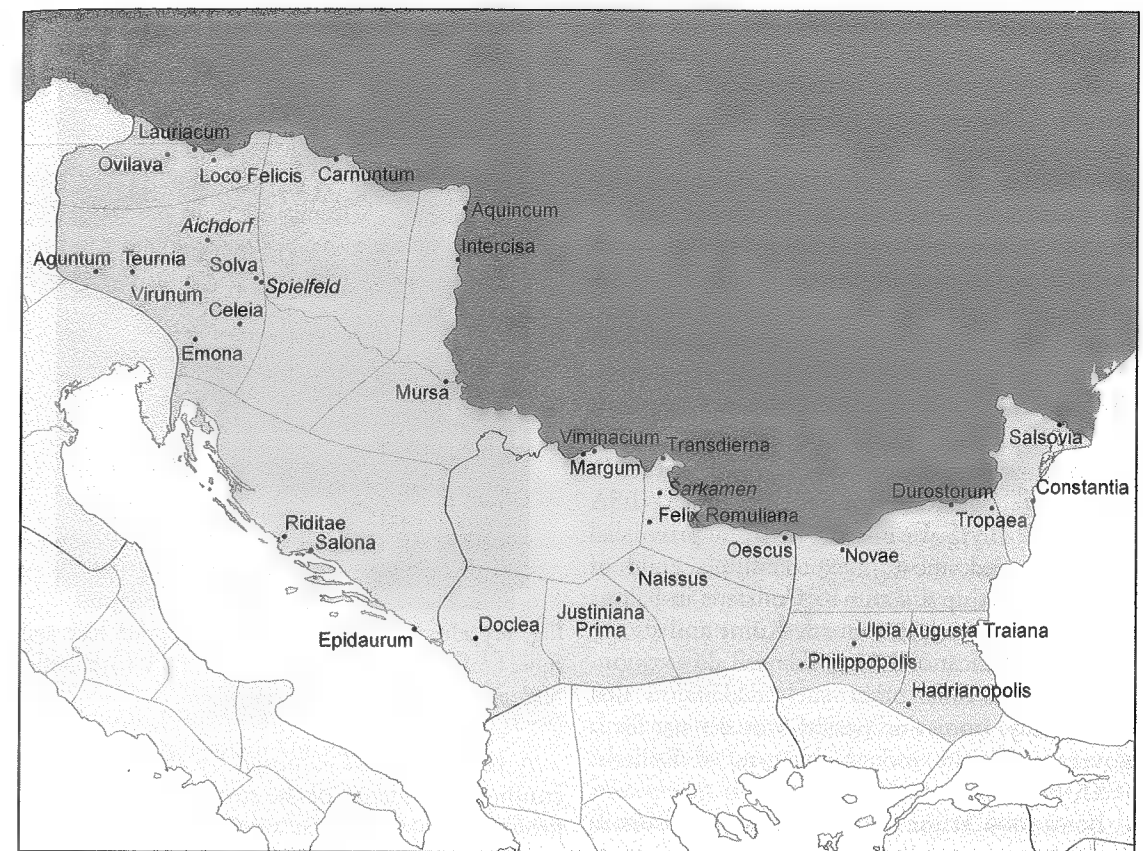 Lauriacum
Ovilava
Loco Felicis
Carnuntum
Aquincum
Aichdorf
Intercisa
Aguntum
Teurnia
Solva
Spielfeld
Virunum
Celeia
Emona
Mursa
Salsovia
Viminacium
Transdierna
Margum
Sarkamen
Durostorum
Constantia
Felix Romuliana
Tropaea
Riditae
Salona
Oescus
Novae
Naissus
Justiniana
Prima
Epidaurum
Doclea
Ulpia Augusta Traiana
Philippopolis
Hadrianopolis